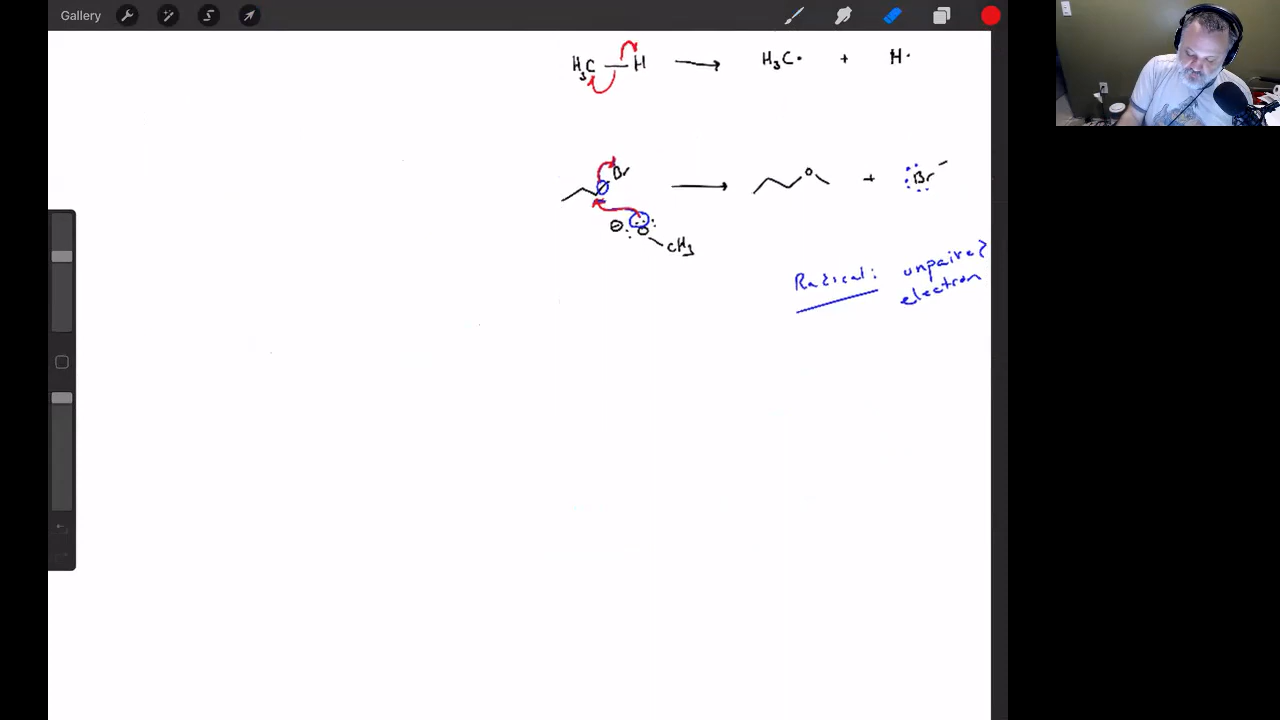 Gallery
H₃C — H → H₃C• + H•
Br → O + Br⁻
⊖ O
CH₃
Radical: unpaired
electron